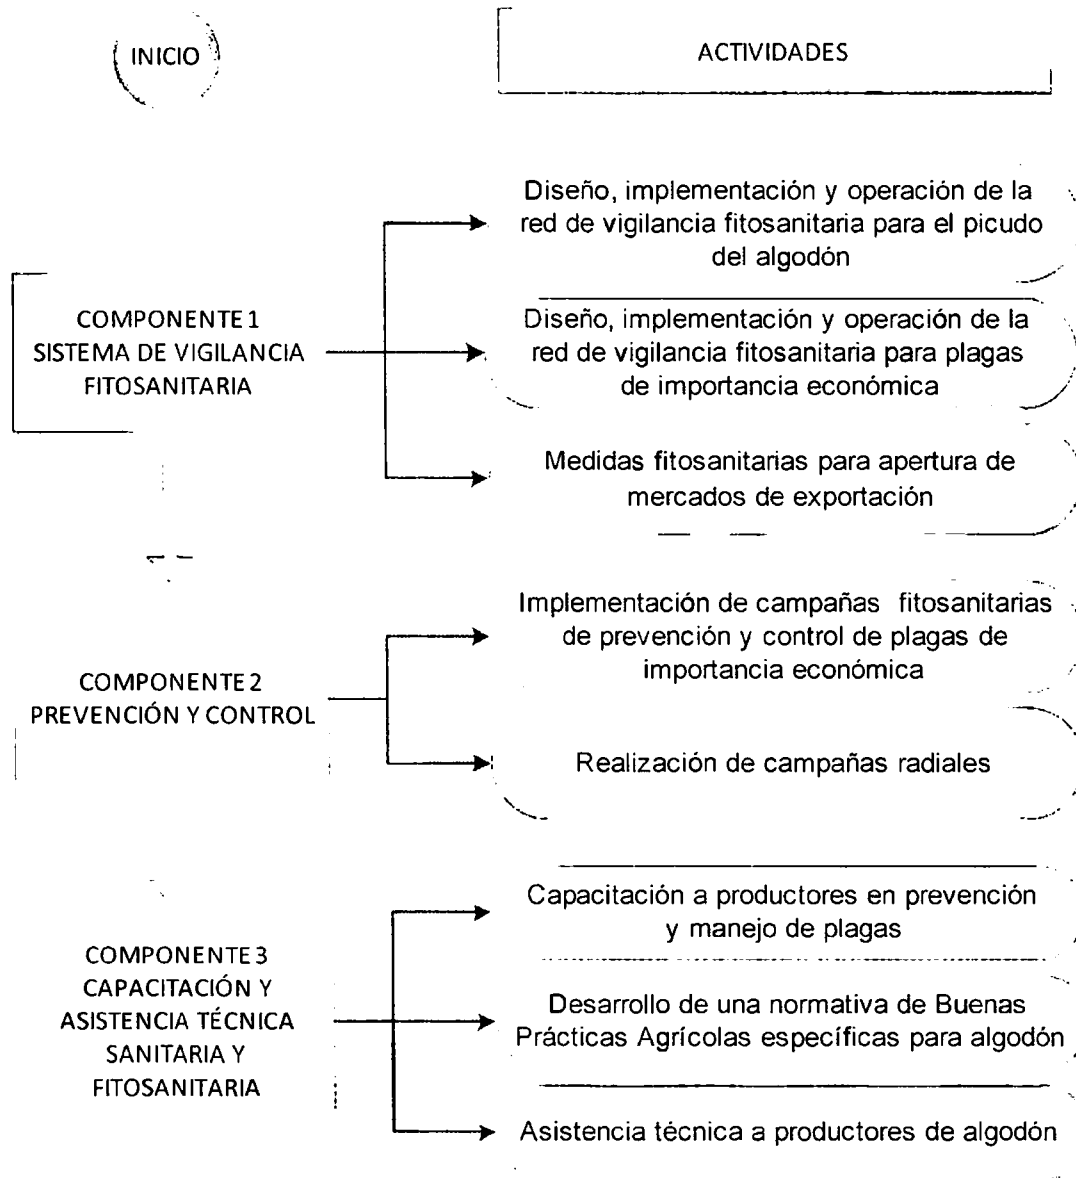 INICIO
ACTIVIDADES
COMPONENTE 1
SISTEMA DE VIGILANCIA
FITOSANITARIA
Diseño, implementación y operación de la
red de vigilancia fitosanitaria para el picudo
del algodón
Diseño, implementación y operación de la
red de vigilancia fitosanitaria para plagas
de importancia económica
Medidas fitosanitarias para apertura de
mercados de exportación
COMPONENTE 2
PREVENCIÓN Y CONTROL
Implementación de campañas fitosanitarias
de prevención y control de plagas de
importancia económica
Realización de campañas radiales
COMPONENTE 3
CAPACITACIÓN Y
ASISTENCIA TÉCNICA
SANITARIA Y
FITOSANITARIA
Capacitación a productores en prevención
y manejo de plagas
Desarrollo de una normativa de Buenas
Prácticas Agrícolas específicas para algodón
Asistencia técnica a productores de algodón